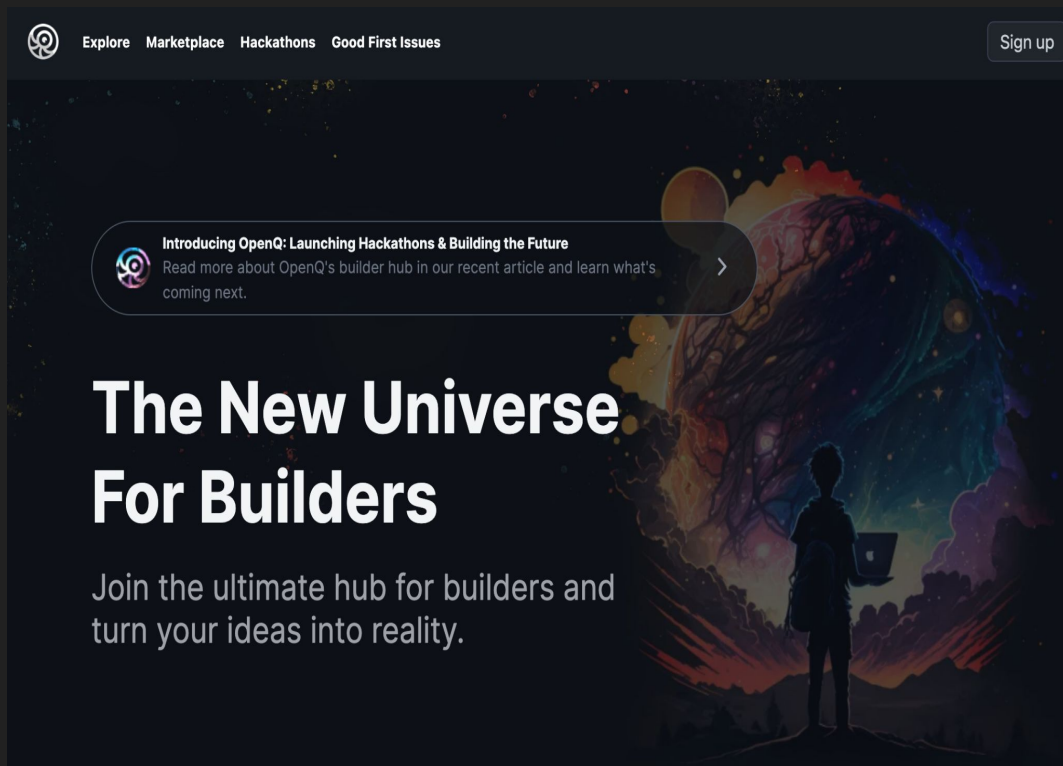 Explore Marketplace Hackathons Good First Issues Sign up
Introducing OpenQ: Launching Hackathons & Building the Future
Read more about OpenQ's builder hub in our recent article and learn what's
coming next.
The New Universe
For Builders
Join the ultimate hub for builders and
turn your ideas into reality.